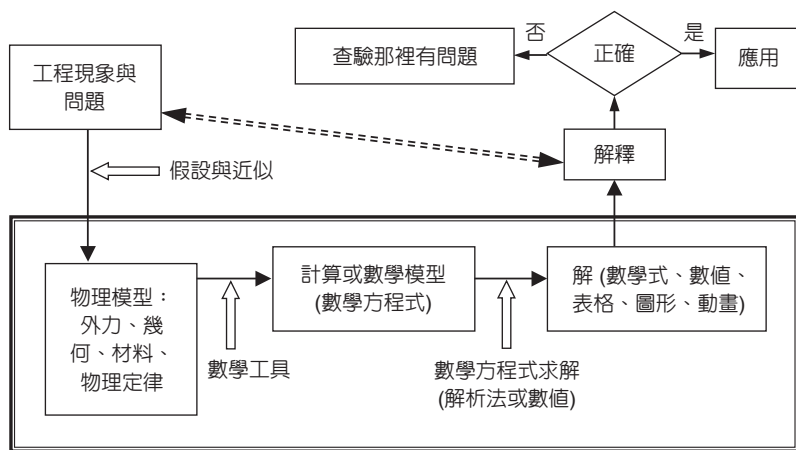 工程現象與
問題
查驗那裡有問題
否
正確
是
應用
假設與近似
解釋
物理模型：
外力、幾
何、材料、
物理定律
數學工具
計算或數學模型
(數學方程式)
數學方程式求解
(解析法或數值)
解 (數學式、數值、
表格、圖形、動畫)